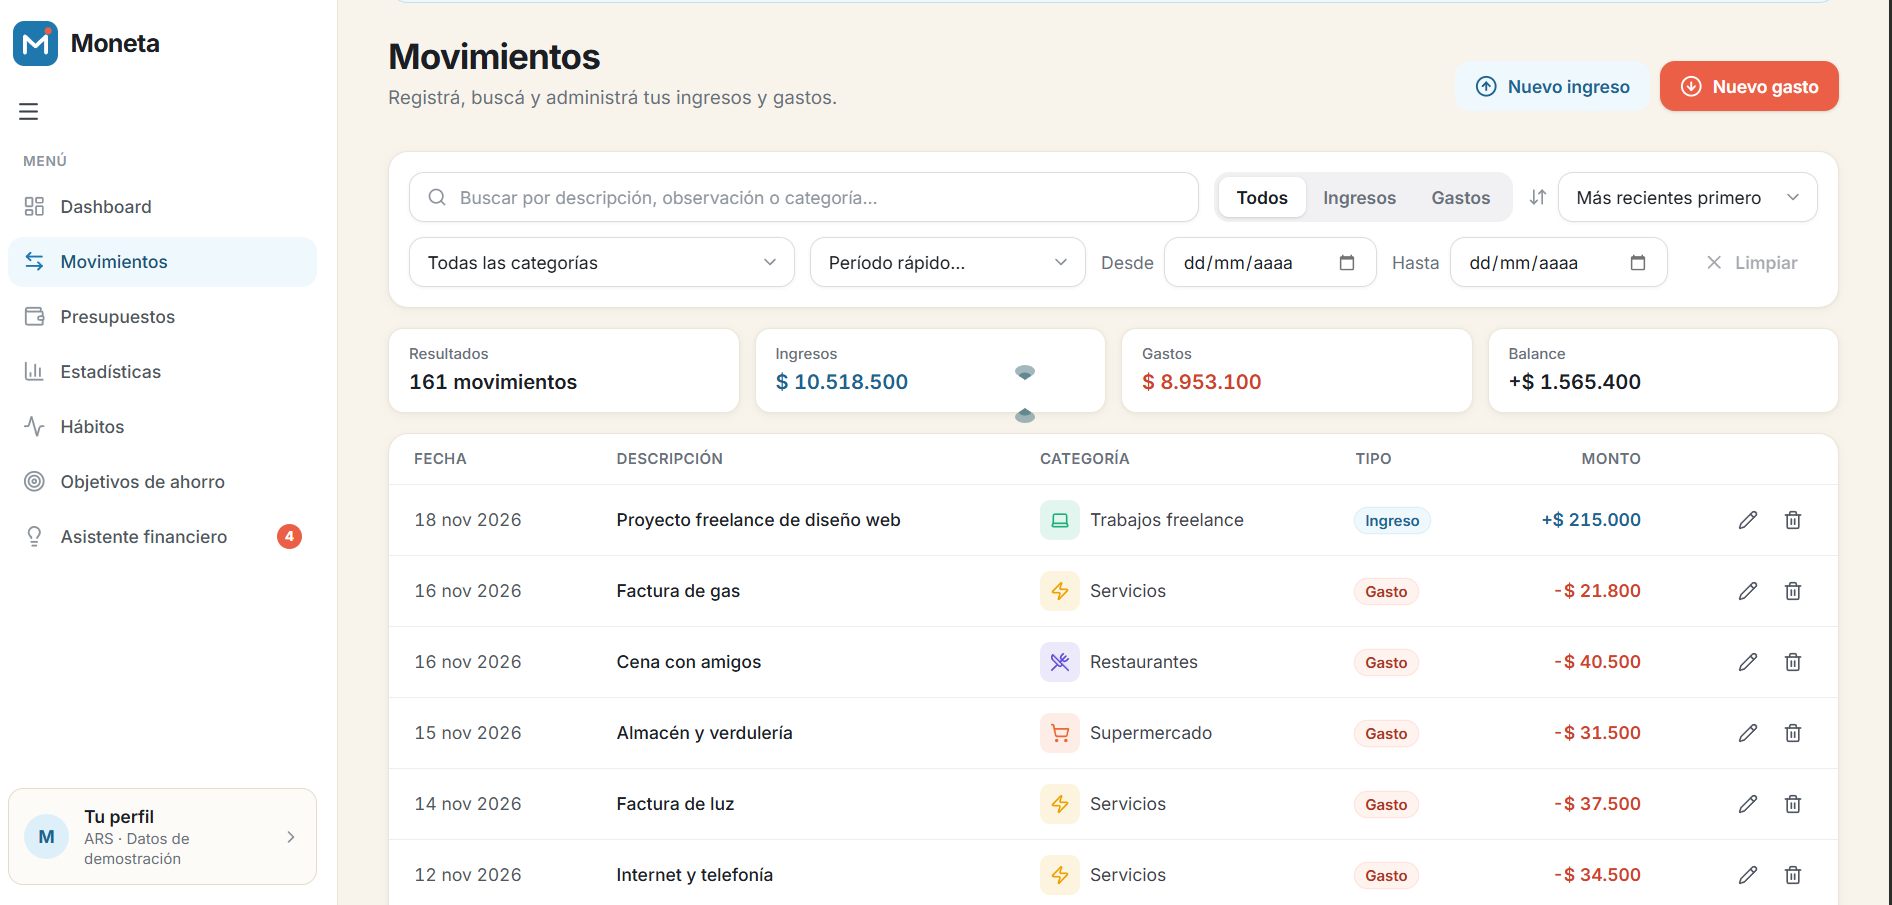 Moneta
MENÚ
Dashboard
Movimientos
Presupuestos
Estadísticas
Hábitos
Objetivos de ahorro
Asistente financiero 4
M
Tu perfil
ARS · Datos de
demostración
Movimientos
Registrá, buscá y administrá tus ingresos y gastos.
Nuevo ingreso
Nuevo gasto
Buscar por descripción, observación o categoría...
Todos Ingresos Gastos
Más recientes primero
Todas las categorías
Período rápido...
Desde dd/mm/aaaa
Hasta dd/mm/aaaa
Limpiar
Resultados
161 movimientos
Ingresos
$ 10.518.500
Gastos
$ 8.953.100
Balance
+$ 1.565.400
FECHA DESCRIPCIÓN CATEGORÍA TIPO MONTO
18 nov 2026 Proyecto freelance de diseño web Trabajos freelance Ingreso +$ 215.000
16 nov 2026 Factura de gas Servicios Gasto -$ 21.800
16 nov 2026 Cena con amigos Restaurantes Gasto -$ 40.500
15 nov 2026 Almacén y verdulería Supermercado Gasto -$ 31.500
14 nov 2026 Factura de luz Servicios Gasto -$ 37.500
12 nov 2026 Internet y telefonía Servicios Gasto -$ 34.500